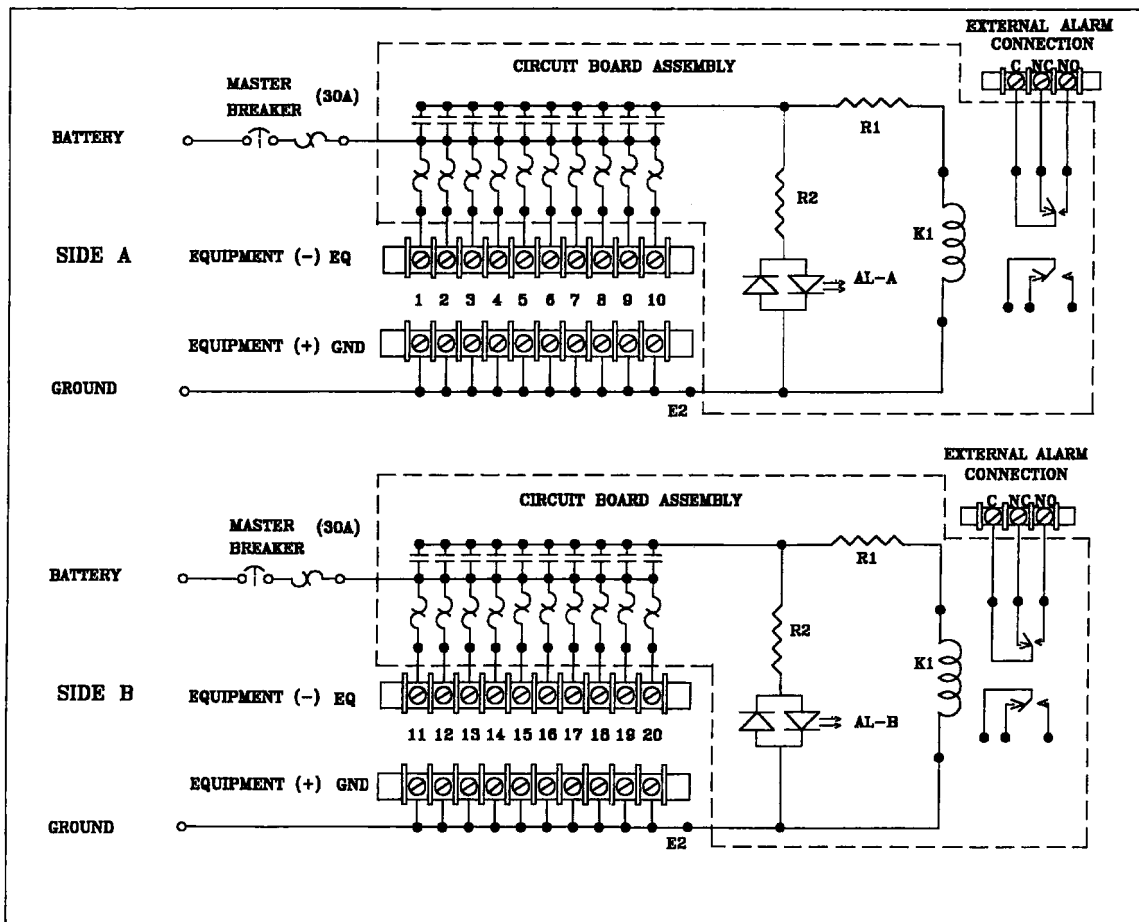 EXTERNAL ALARM
CONNECTION
C NC NO
CIRCUIT BOARD ASSEMBLY
MASTER (30A)
BREAKER
BATTERY
R1
R2
K1
SIDE A
EQUIPMENT (-) EQ
AL-A
1 2 3 4 5 6 7 8 9 10
EQUIPMENT (+) GND
GROUND
E2
EXTERNAL ALARM
CONNECTION
C NC NO
CIRCUIT BOARD ASSEMBLY
MASTER (30A)
BREAKER
BATTERY
R1
R2
K1
SIDE B
EQUIPMENT (-) EQ
AL-B
11 12 13 14 15 16 17 18 19 20
EQUIPMENT (+) GND
GROUND
E2